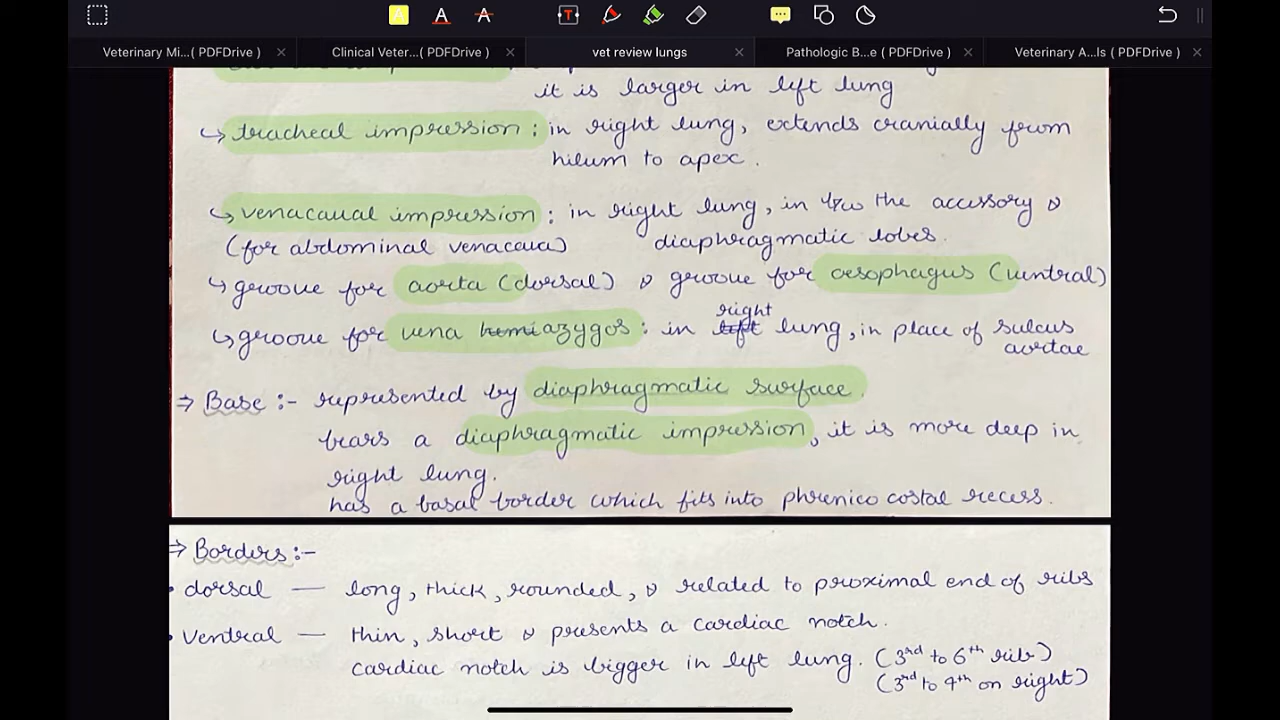 Veterinary Mi...( PDFDrive )
Clinical Veter...( PDFDrive )
vet review lungs
Pathologic B...e ( PDFDrive )
Veterinary A...ls ( PDFDrive )
it is larger in left lung
↪ tracheal impression : in right lung, extends cranially from
hilum to apex.
↪ venacaval impression : in right lung, in b/w the accessory &
(for abdominal venacava) diaphragmatic lobes.
↪ groove for aorta (dorsal) & groove for oesophagus (ventral)
right
↪ groove for vena hemiazygos : in left lung, in place of sulcus
aortae
⇒ Base :- represented by diaphragmatic surface.
bears a diaphragmatic impression, it is more deep in
right lung.
has a basal border which fits into phrenico costal recess.
⇒ Borders :-
• dorsal — long, thick, rounded, & related to proximal end of ribs
• Ventral — thin, short & presents a cardiac notch.
cardiac notch is bigger in left lung. (3rd to 6th rib)
(3rd to 4th on right)